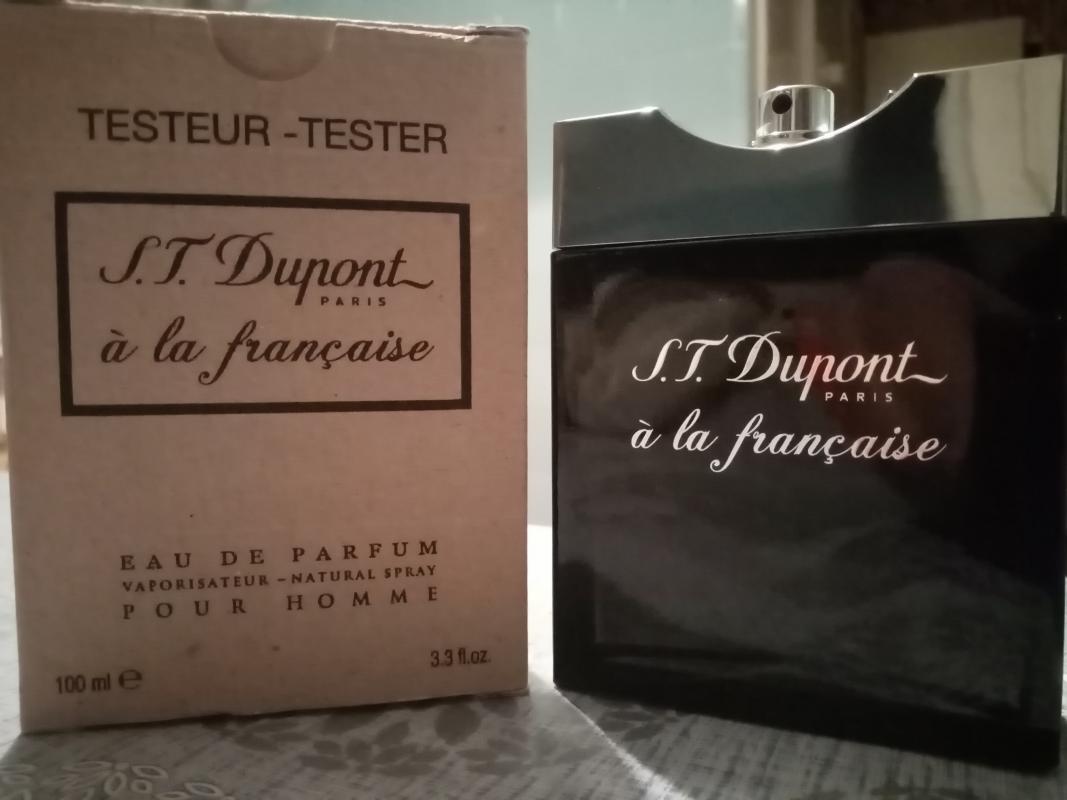 TESTEUR -TESTER
S.T. Dupont
PARIS
à la française
EAU DE PARFUM
VAPORISATEUR - NATURAL SPRAY
POUR HOMME
100 ml ℮
3.3 fl.oz.
S.T. Dupont
PARIS
à la française